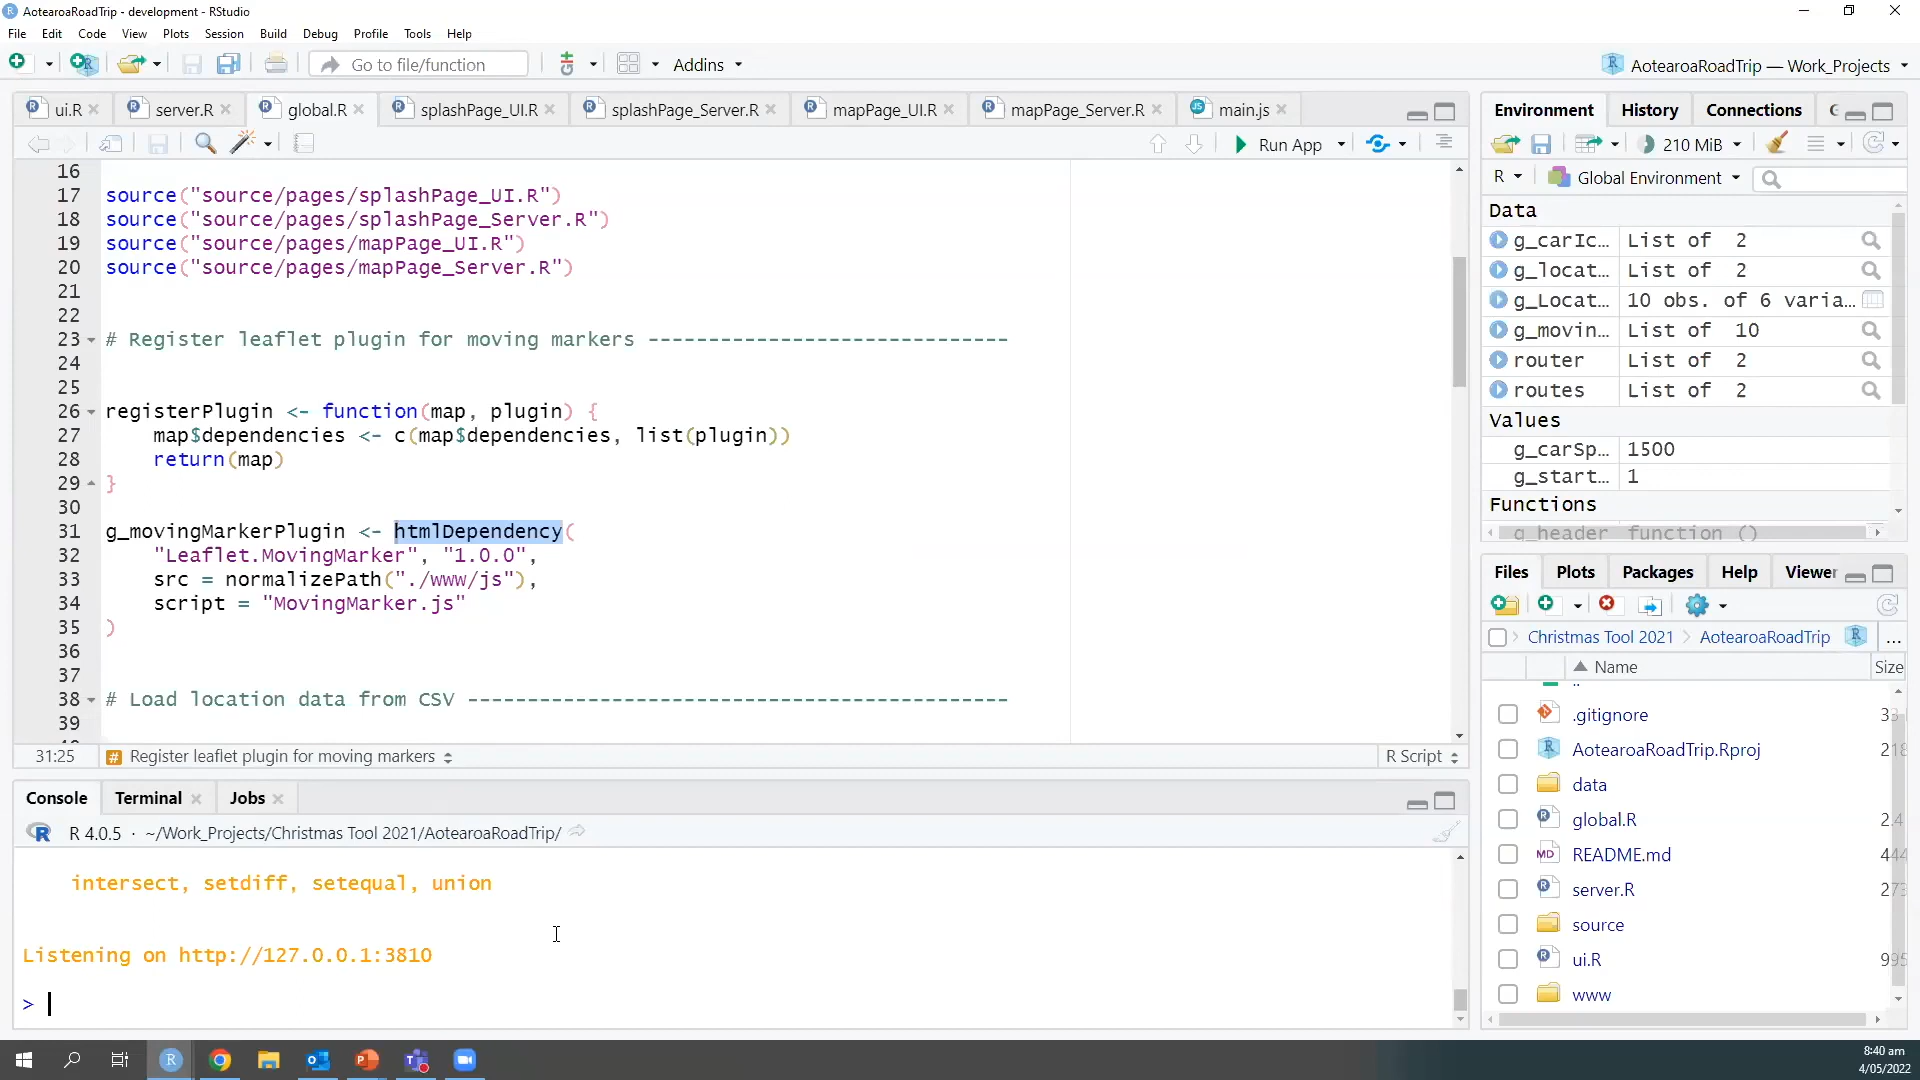 AotearoaRoadTrip - development - RStudio
File Edit Code View Plots Session Build Debug Profile Tools Help
Go to file/function Addins AotearoaRoadTrip — Work_Projects
ui.R server.R global.R splashPage_UI.R splashPage_Server.R mapPage_UI.R mapPage_Server.R main.js
Run App
16
17 source("source/pages/splashPage_UI.R")
18 source("source/pages/splashPage_Server.R")
19 source("source/pages/mapPage_UI.R")
20 source("source/pages/mapPage_Server.R")
21
22
23 # Register leaflet plugin for moving markers ------------------------------
24
25
26 registerPlugin <- function(map, plugin) {
27 map$dependencies <- c(map$dependencies, list(plugin))
28 return(map)
29 }
30
31 g_movingMarkerPlugin <- htmlDependency(
32 "Leaflet.MovingMarker", "1.0.0",
33 src = normalizePath("./www/js"),
34 script = "MovingMarker.js"
35 )
36
37
38 # Load location data from CSV ---------------------------------------------
39
31:25 Register leaflet plugin for moving markers R Script
Console Terminal Jobs
R 4.0.5 · ~/Work_Projects/Christmas Tool 2021/AotearoaRoadTrip/
intersect, setdiff, setequal, union
Listening on http://127.0.0.1:3810
>
Environment History Connections
210 MiB
R Global Environment
Data
g_carIc... List of 2
g_locat... List of 2
g_Locat... 10 obs. of 6 varia...
g_movin... List of 10
router List of 2
routes List of 2
Values
g_carSp... 1500
g_start... 1
Functions
g_header function ()
Files Plots Packages Help Viewer
Christmas Tool 2021 AotearoaRoadTrip ...
Name Size
..
.gitignore 33
AotearoaRoadTrip.Rproj 218
data
global.R 2.4
README.md 444
server.R 273
source
ui.R 995
www
8:40 am
4/05/2022